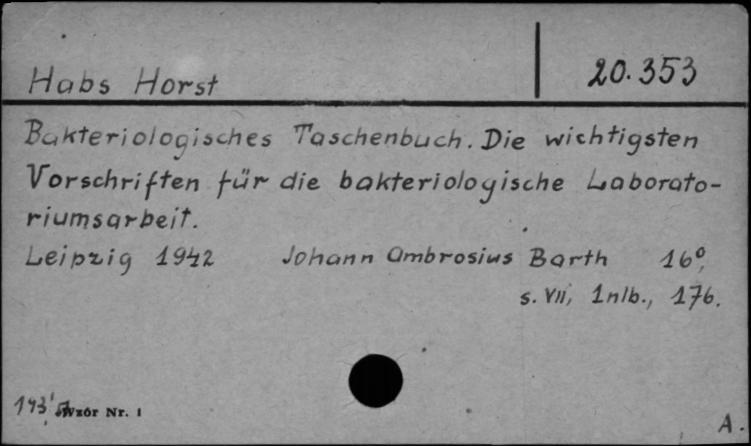 Habs Horst 20.353
Bakteriologisches Taschenbuch. Die wichtigsten
Vorschriften für die bakteriologische Laborato-
riumsarbeit.
Leipzig 1942 Johann Ambrosius Barth 16°,
s. VII, 1nlb., 176.
Wzór Nr. 1
A.